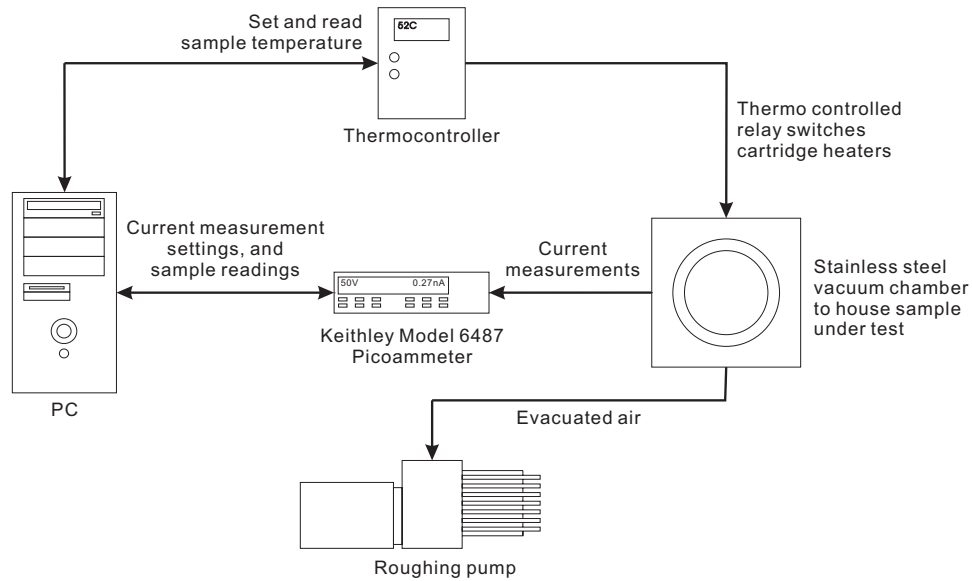 Set and read
sample temperature
52C
Thermocontroller
Thermo controlled
relay switches
cartridge heaters
Current measurement
settings, and
sample readings
Current
measurements
50V 0.27nA
Keithley Model 6487
Picoammeter
Stainless steel
vacuum chamber
to house sample
under test
PC
Evacuated air
Roughing pump